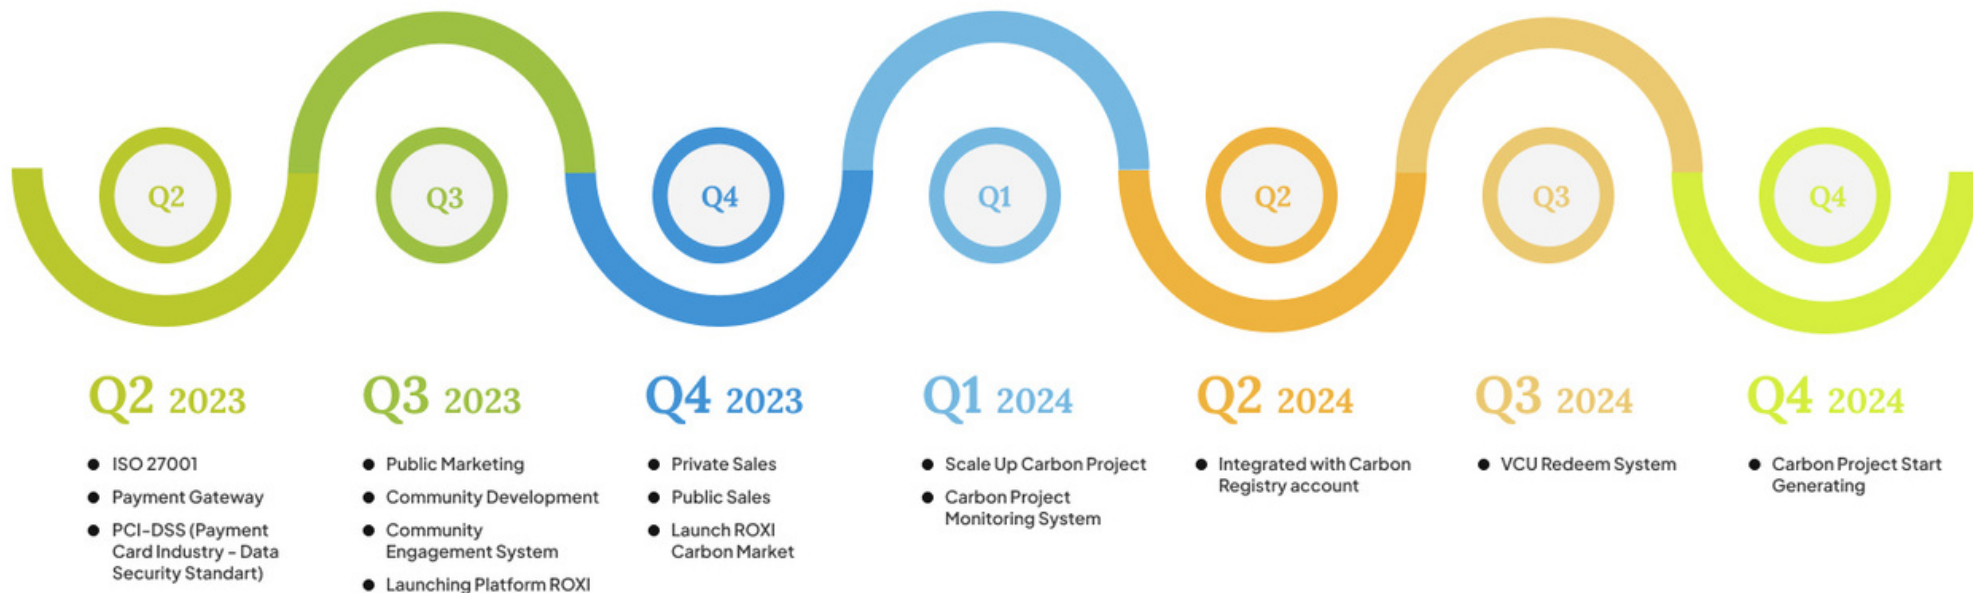 Q2
Q3
Q4
Q1
Q2
Q3
Q4
Q2 2023
ISO 27001
Payment Gateway
PCI-DSS (Payment
Card Industry - Data
Security Standart)
Q3 2023
Public Marketing
Community Development
Community
Engagement System
Launching Platform ROXI
Q4 2023
Private Sales
Public Sales
Launch ROXI
Carbon Market
Q1 2024
Scale Up Carbon Project
Carbon Project
Monitoring System
Q2 2024
Integrated with Carbon
Registry account
Q3 2024
VCU Redeem System
Q4 2024
Carbon Project Start
Generating